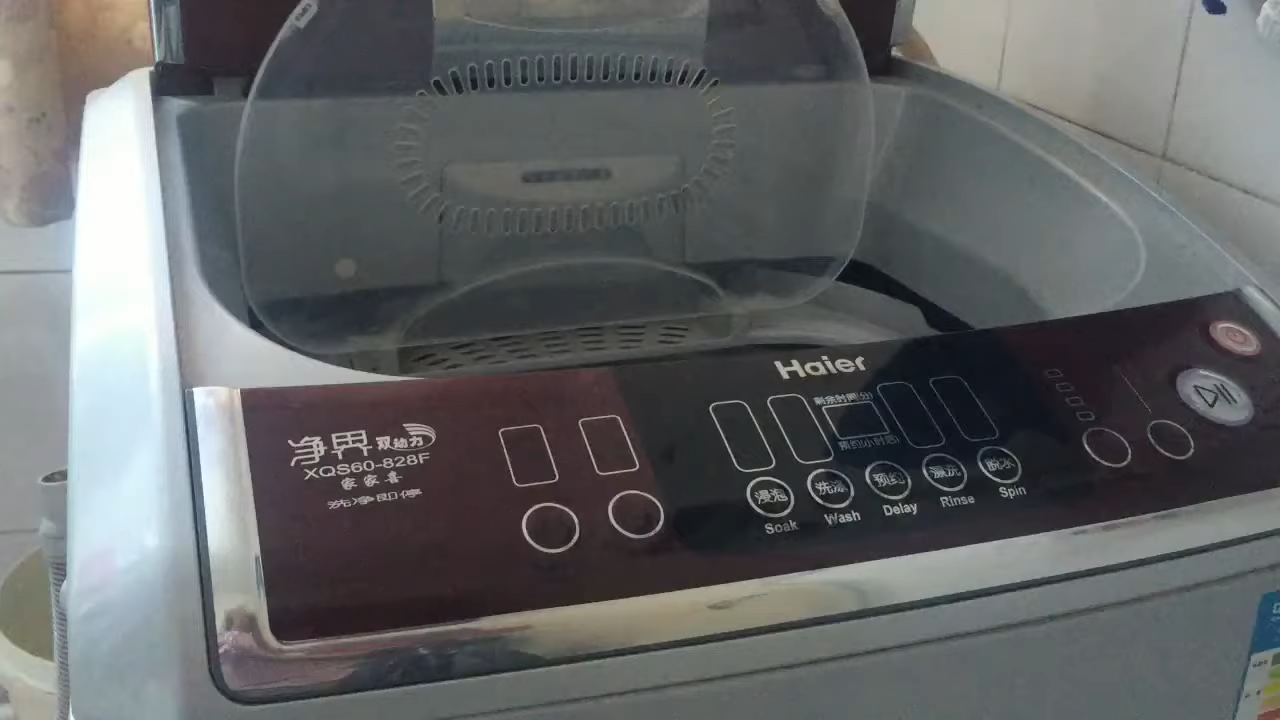 Haier
净界 双动力
XQS60-828F
家家喜
洗净即停
剩余时间(分)
预约(小时后)
浸泡 洗涤 预约 漂洗 脱水
Soak Wash Delay Rinse Spin